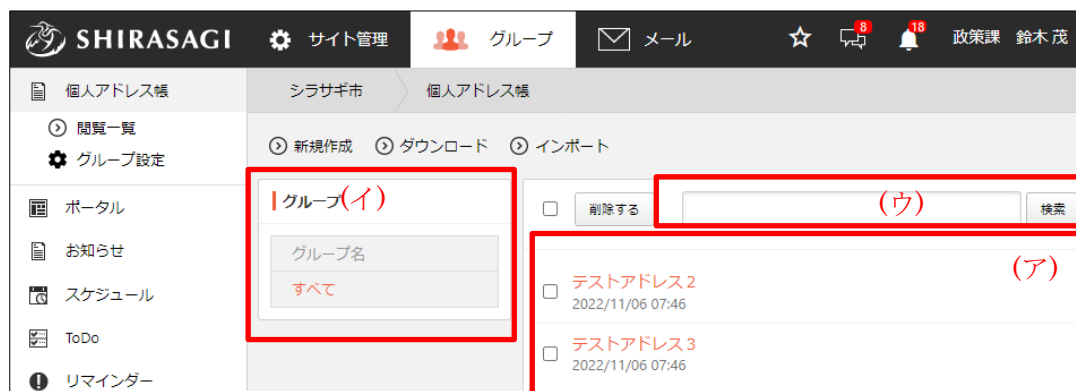 SHIRASAGI サイト管理 グループ メール 8 18 政策課 鈴木 茂
個人アドレス帳
閲覧一覧
グループ設定
ポータル
お知らせ
スケジュール
ToDo
リマインダー
シラサギ市 個人アドレス帳
新規作成 ダウンロード インポート
グループ (イ)
グループ名
すべて
削除する (ウ) 検索
(ア)
テストアドレス2
2022/11/06 07:46
テストアドレス3
2022/11/06 07:46